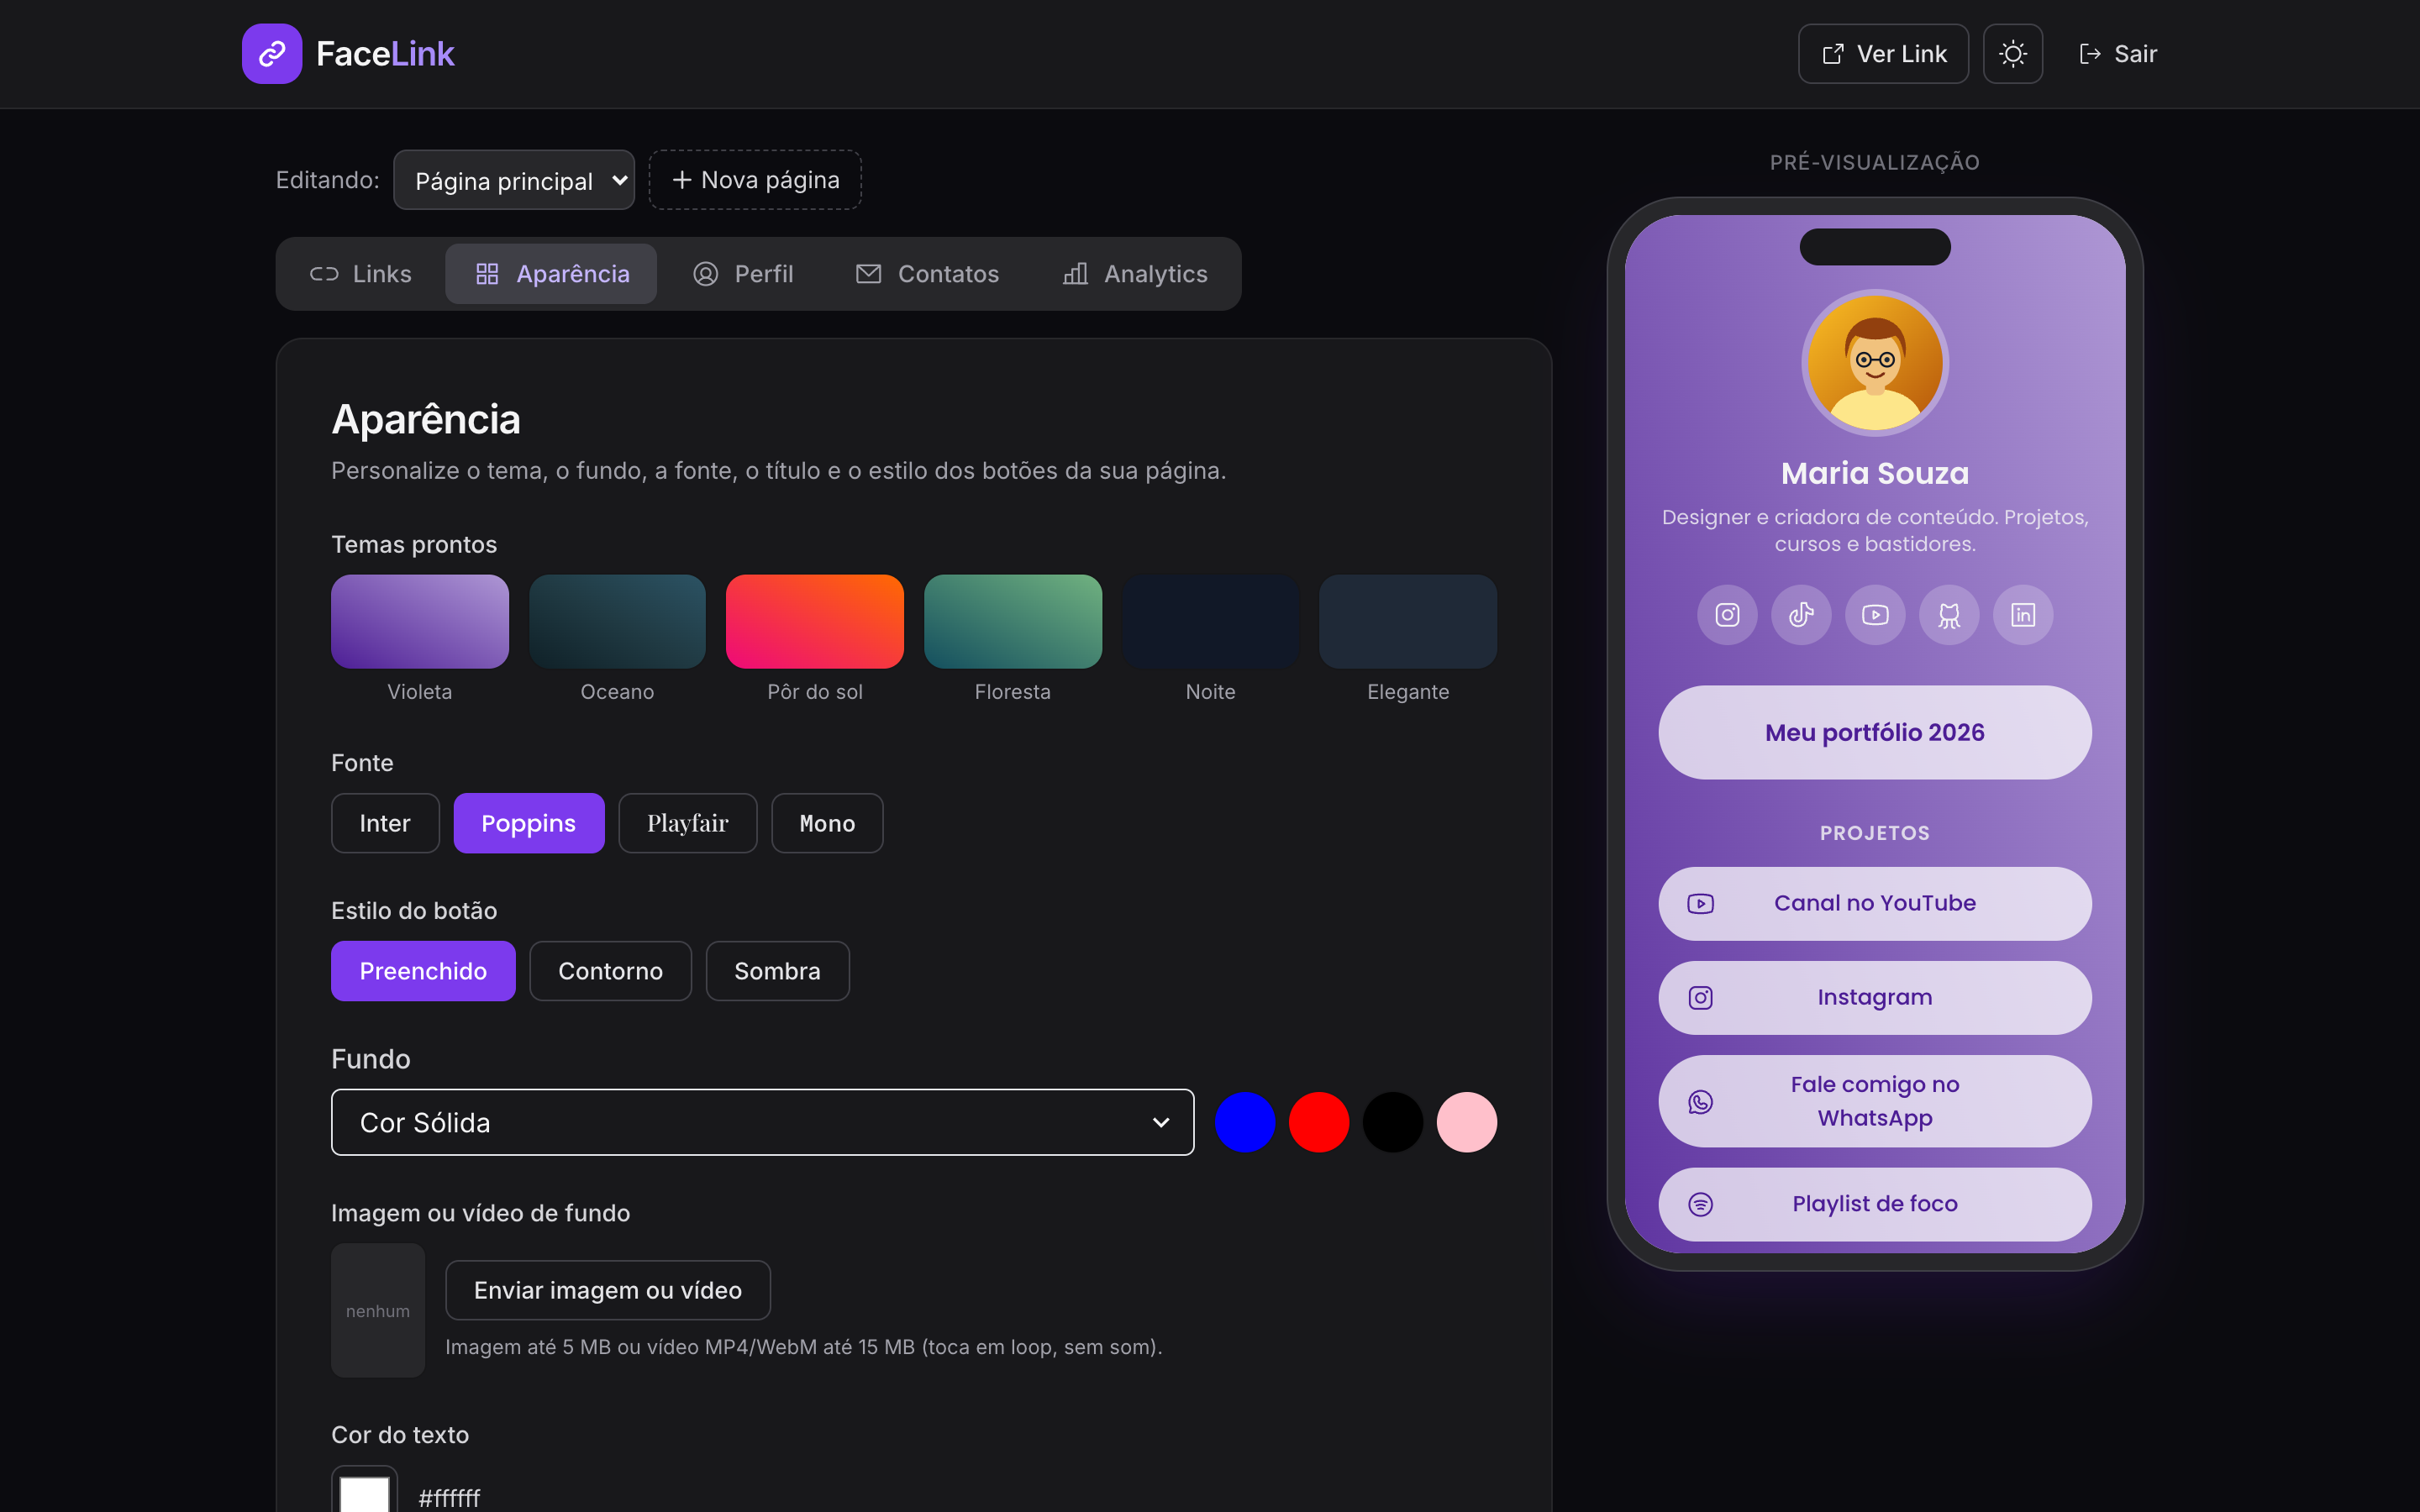 FaceLink
Ver Link
Sair
Editando:
Página principal
+ Nova página
Links
Aparência
Perfil
Contatos
Analytics
Aparência
Personalize o tema, o fundo, a fonte, o título e o estilo dos botões da sua página.
Temas prontos
Violeta
Oceano
Pôr do sol
Floresta
Noite
Elegante
Fonte
Inter
Poppins
Playfair
Mono
Estilo do botão
Preenchido
Contorno
Sombra
Fundo
Cor Sólida
Imagem ou vídeo de fundo
nenhum
Enviar imagem ou vídeo
Imagem até 5 MB ou vídeo MP4/WebM até 15 MB (toca em loop, sem som).
Cor do texto
#ffffff
PRÉ-VISUALIZAÇÃO
Maria Souza
Designer e criadora de conteúdo. Projetos,
cursos e bastidores.
Meu portfólio 2026
PROJETOS
Canal no YouTube
Instagram
Fale comigo no
WhatsApp
Playlist de foco